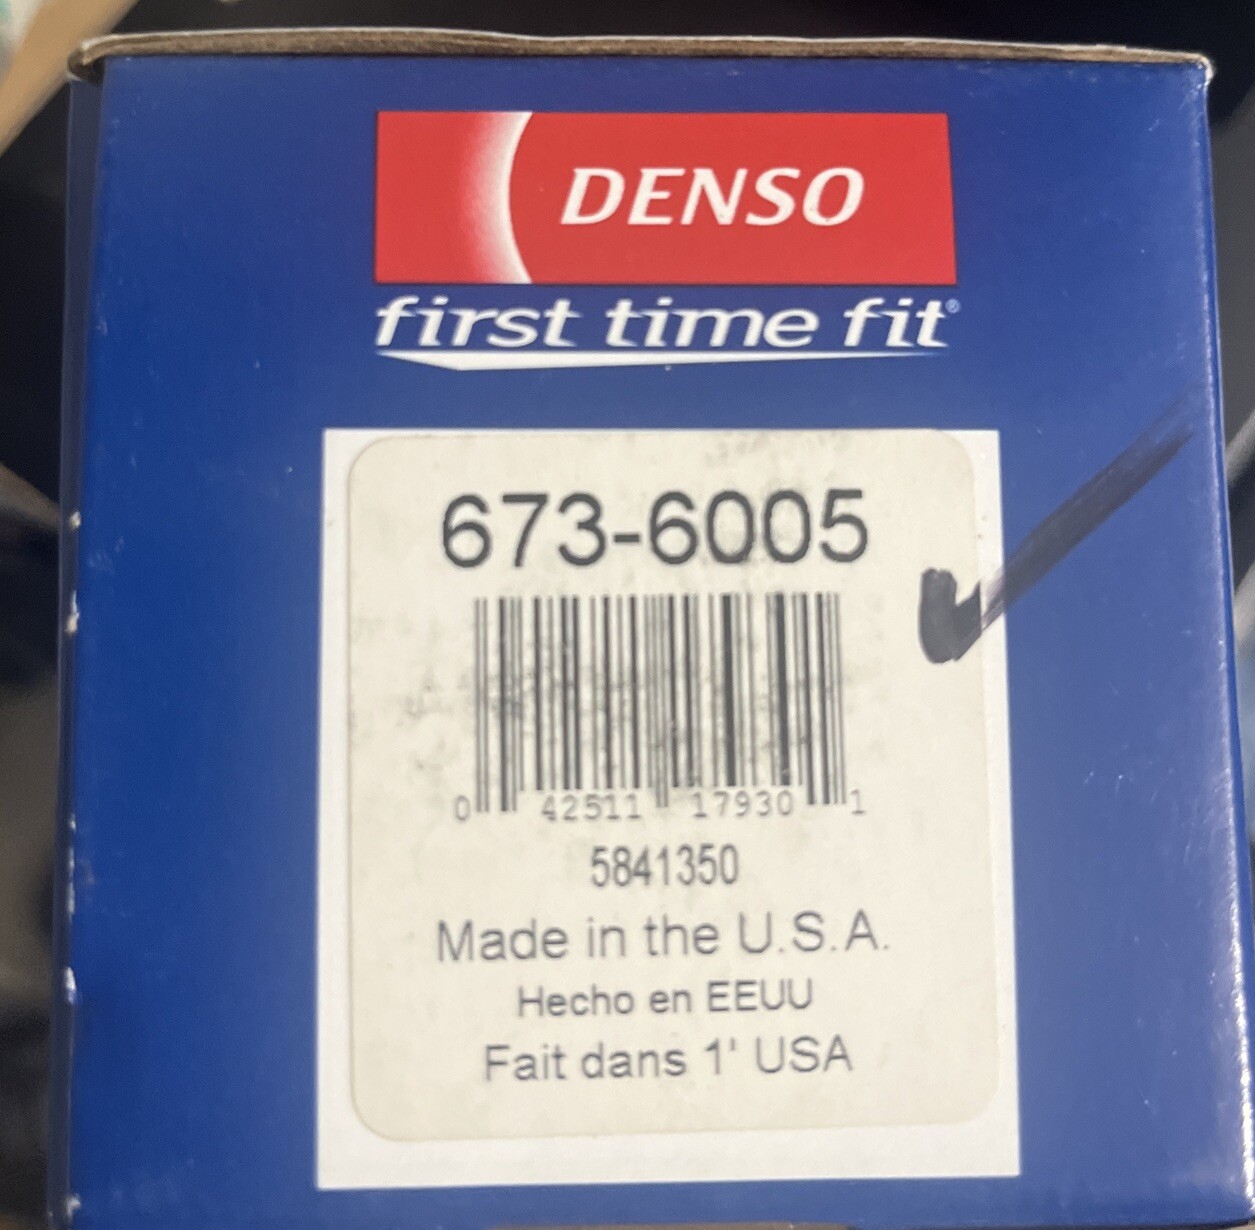 DENSO
first time fit®
673-6005
0 42511 17930 1
5841350
Made in the U.S.A.
Hecho en EEUU
Fait dans 1' USA